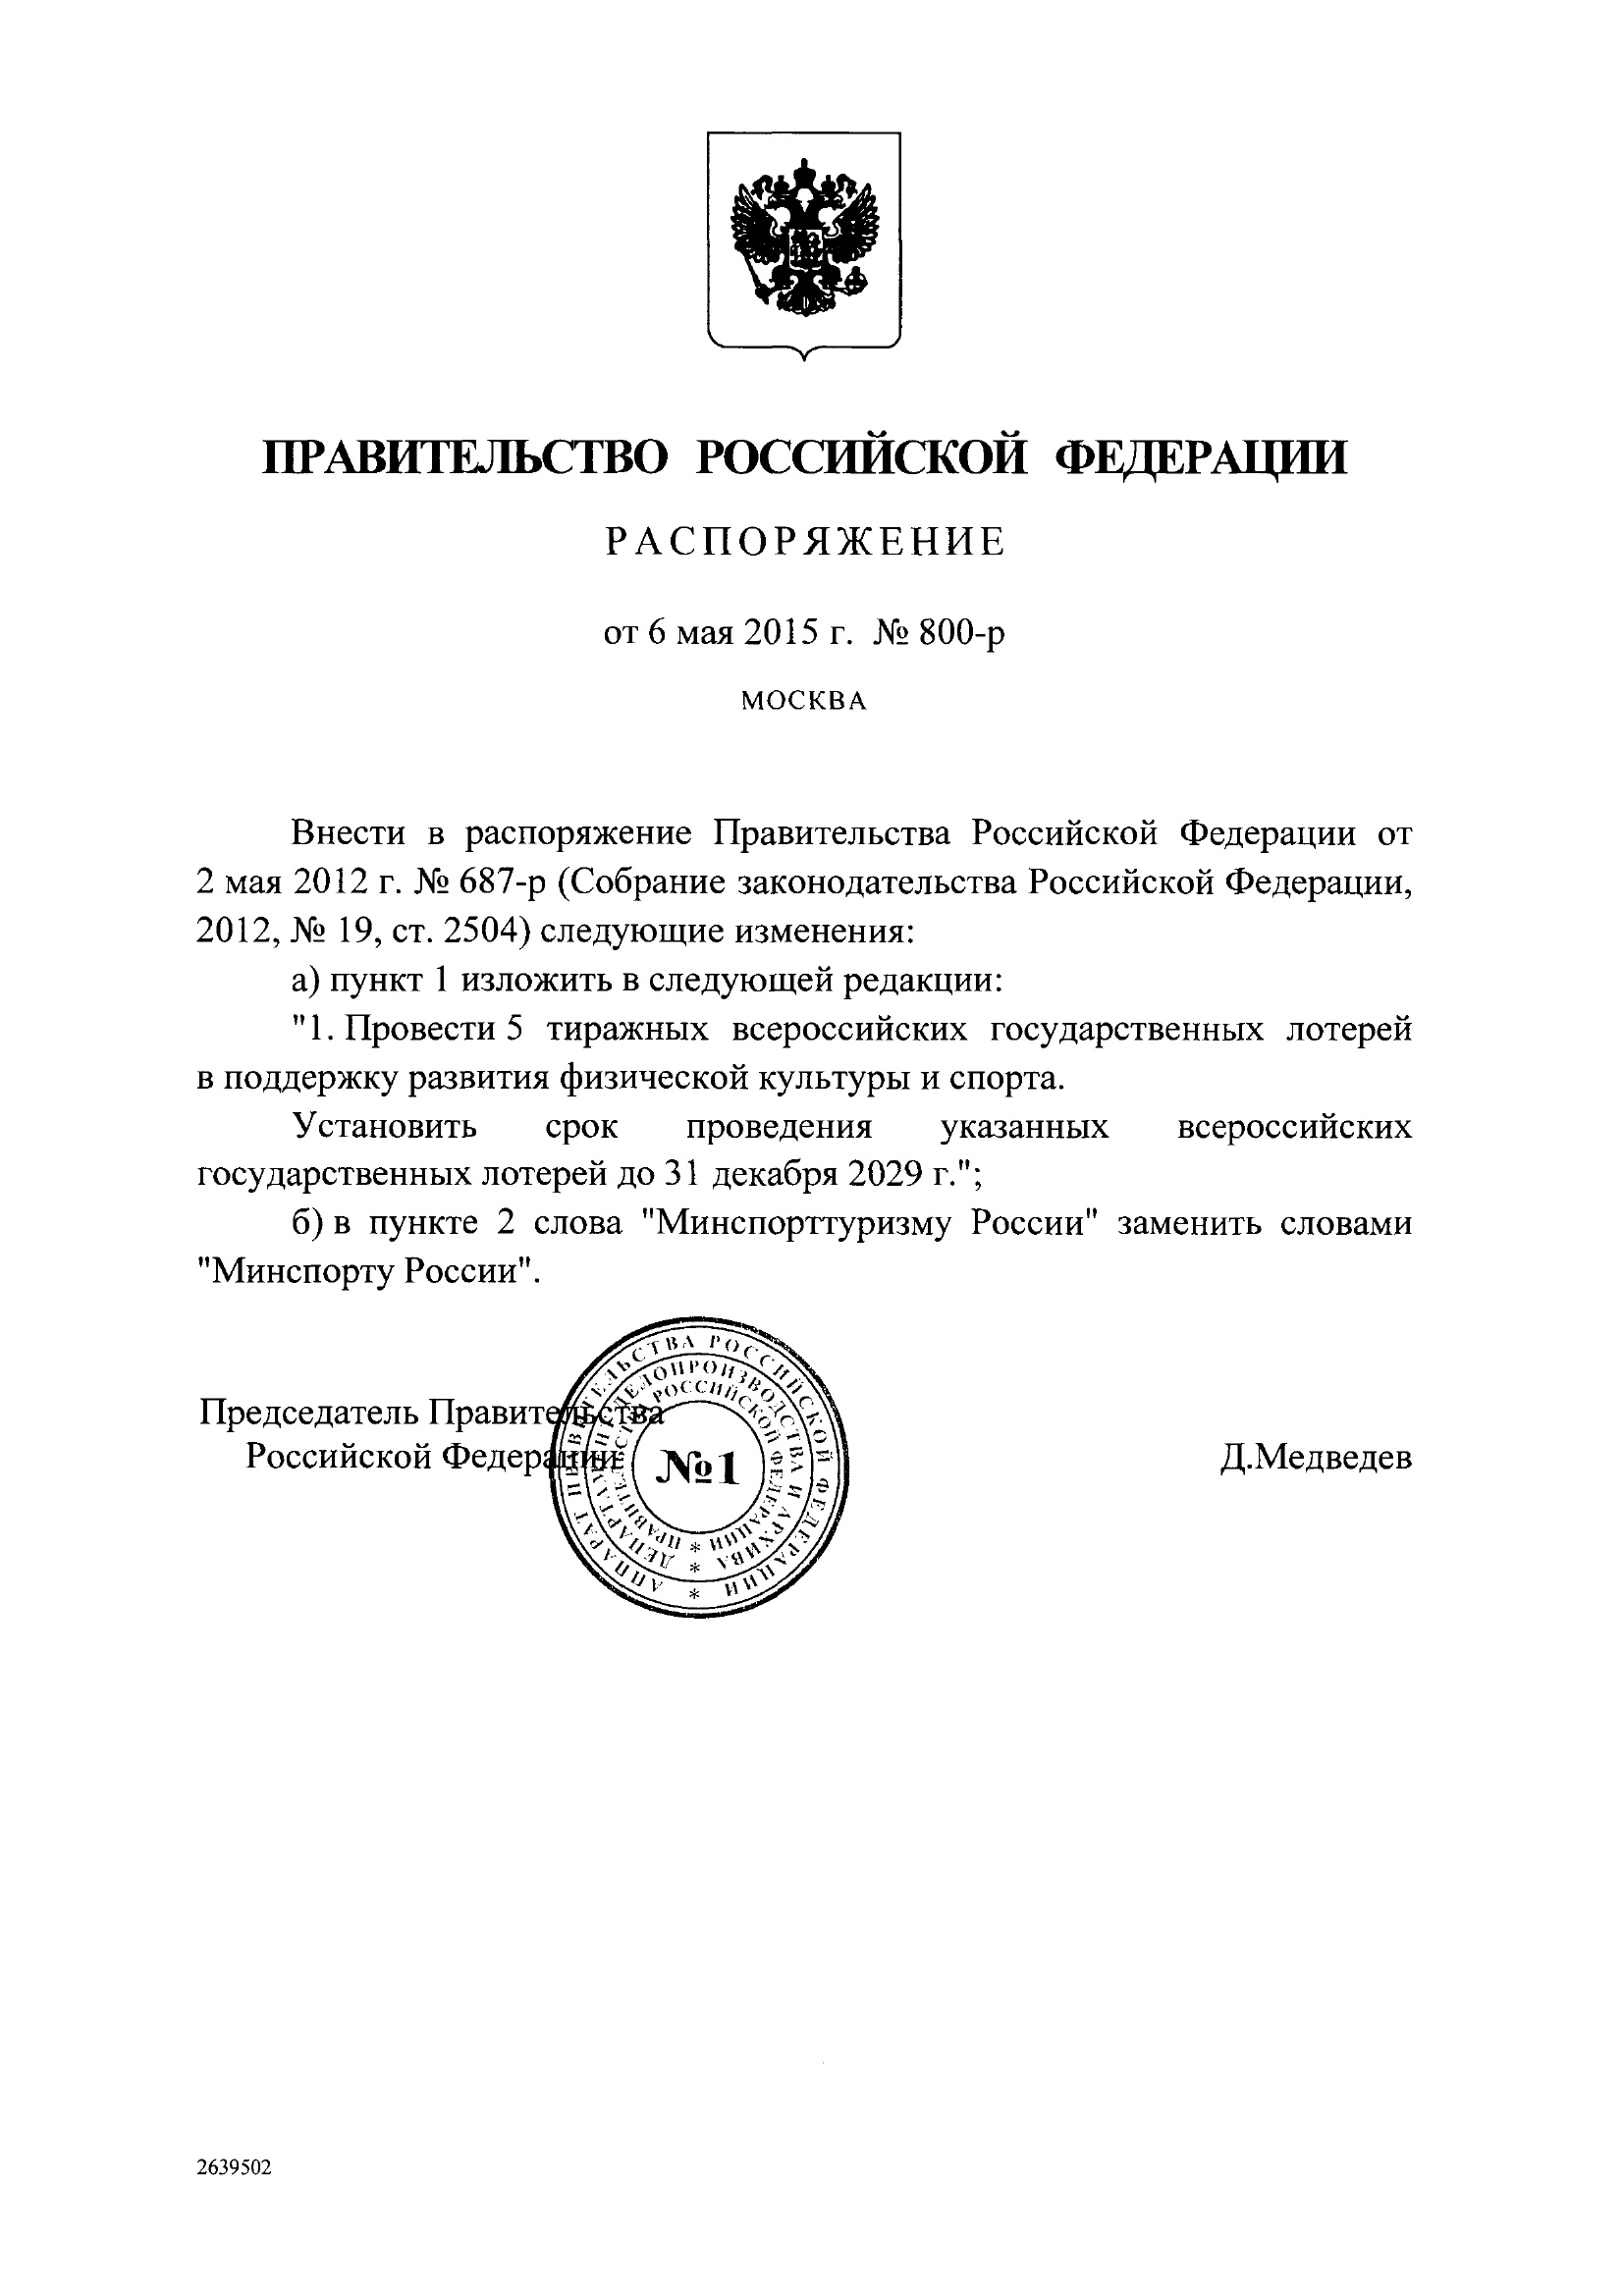 ПРАВИТЕЛЬСТВО РОССИЙСКОЙ ФЕДЕРАЦИИ
РАСПОРЯЖЕНИЕ
от 6 мая 2015 г. № 800-р
МОСКВА
Внести в распоряжение Правительства Российской Федерации от
2 мая 2012 г. № 687-р (Собрание законодательства Российской Федерации,
2012, № 19, ст. 2504) следующие изменения:
а) пункт 1 изложить в следующей редакции:
"1. Провести 5 тиражных всероссийских государственных лотерей
в поддержку развития физической культуры и спорта.
Установить срок проведения указанных всероссийских
государственных лотерей до 31 декабря 2029 г.";
б) в пункте 2 слова "Минспорттуризму России" заменить словами
"Минспорту России".
Председатель Правительства
Российской Федерации
Д.Медведев
АППАРАТ ПРАВИТЕЛЬСТВА РОССИЙСКОЙ ФЕДЕРАЦИИ *
ДЕПАРТАМЕНТ ДЕЛОПРОИЗВОДСТВА И АРХИВА *
ПРАВИТЕЛЬСТВА РОССИЙСКОЙ ФЕДЕРАЦИИ *
№1
2639502